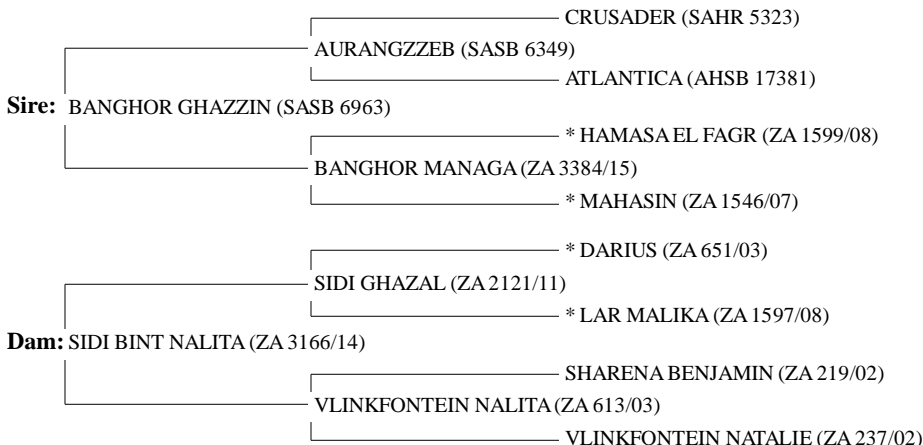 CRUSADER (SAHR 5323)
AURANGZZEB (SASB 6349)
ATLANTICA (AHSB 17381)
Sire: BANGHOR GHAZZIN (SASB 6963)
* HAMASA EL FAGR (ZA 1599/08)
BANGHOR MANAGA (ZA 3384/15)
* MAHASIN (ZA 1546/07)
* DARIUS (ZA 651/03)
SIDI GHAZAL (ZA 2121/11)
* LAR MALIKA (ZA 1597/08)
Dam: SIDI BINT NALITA (ZA 3166/14)
SHARENA BENJAMIN (ZA 219/02)
VLINKFONTEIN NALITA (ZA 613/03)
VLINKFONTEIN NATALIE (ZA 237/02)